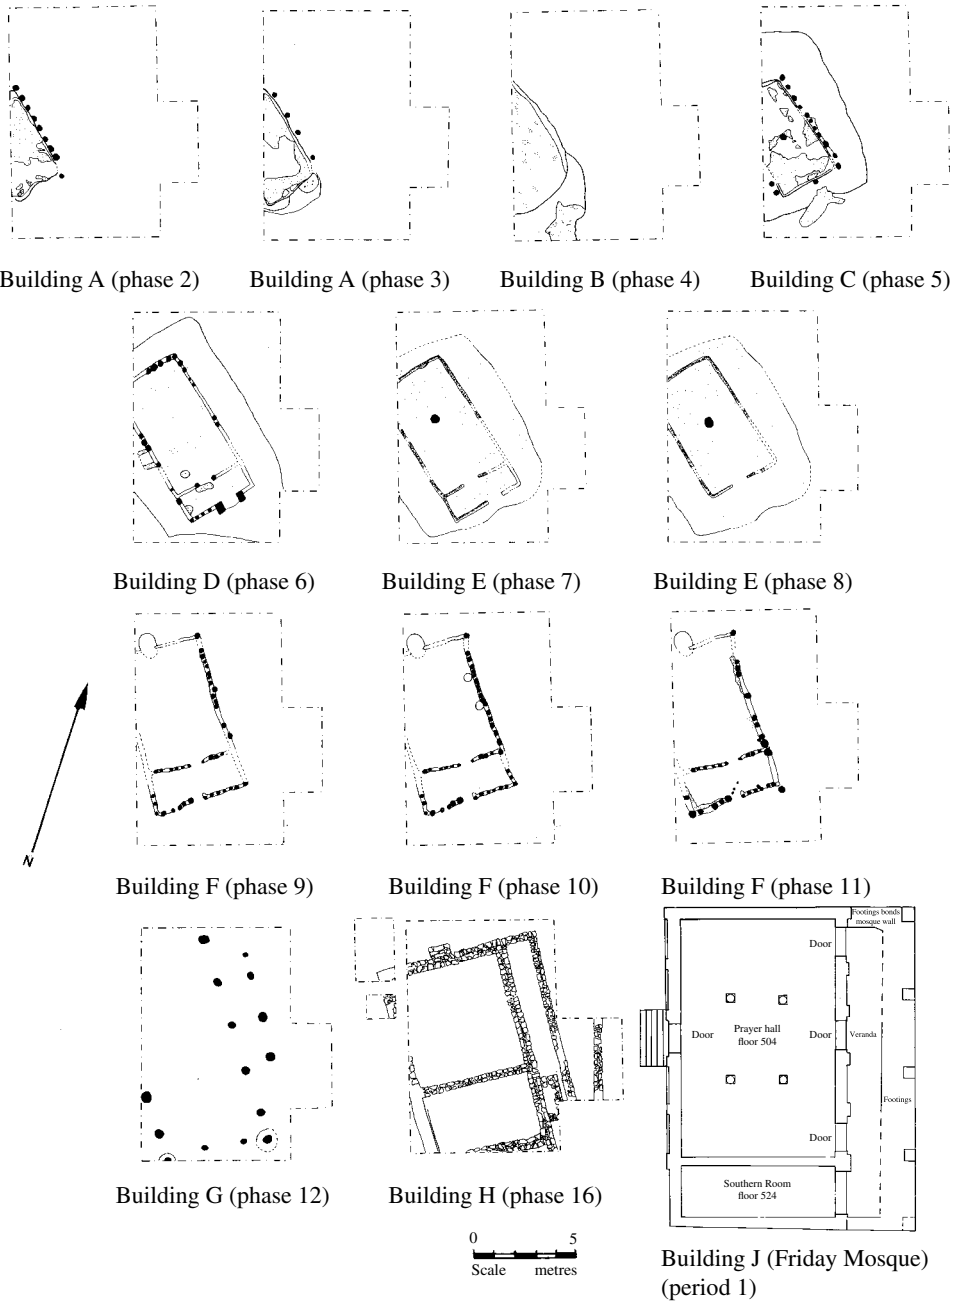 Building A (phase 2)
Building A (phase 3)
Building B (phase 4)
Building C (phase 5)
Building D (phase 6)
Building E (phase 7)
Building E (phase 8)
N
Building F (phase 9)
Building F (phase 10)
Building F (phase 11)
Footings bonds
mosque wall
Door
Door
Prayer hall
floor 504
Door
Veranda
Footings
Door
Southern Room
floor 524
Building G (phase 12)
Building H (phase 16)
0 5
Scale metres
Building J (Friday Mosque)
(period 1)